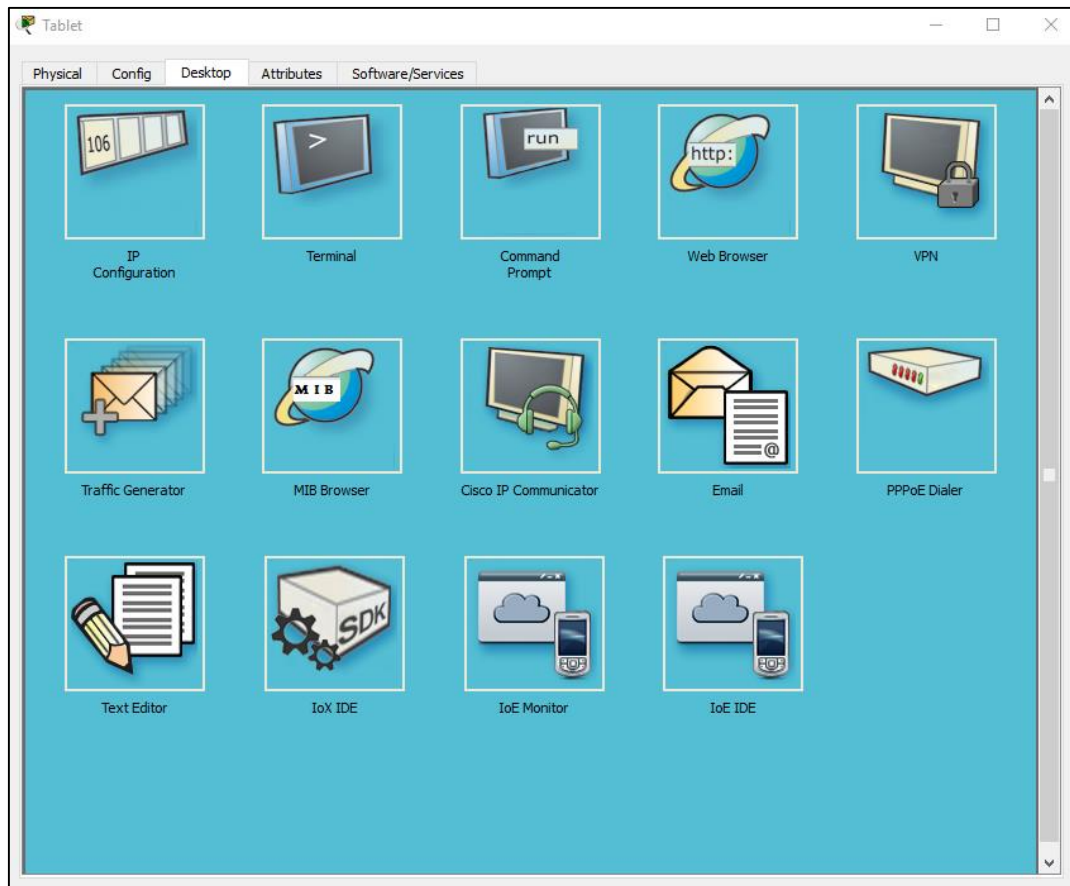 Tablet
Physical Config Desktop Attributes Software/Services
106
>
run
http:
IP
Configuration
Terminal
Command
Prompt
Web Browser
VPN
MIB
@
Traffic Generator
MIB Browser
Cisco IP Communicator
Email
PPPoE Dialer
SDK
Text Editor
IoX IDE
IoE Monitor
IoE IDE